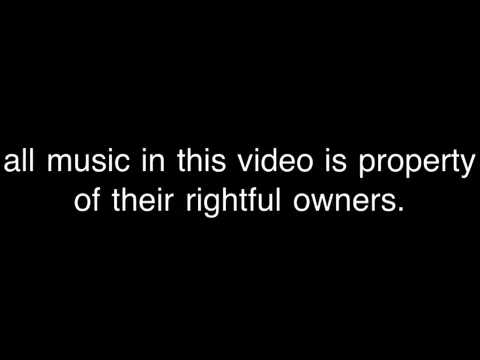 all music in this video is property
of their rightful owners.